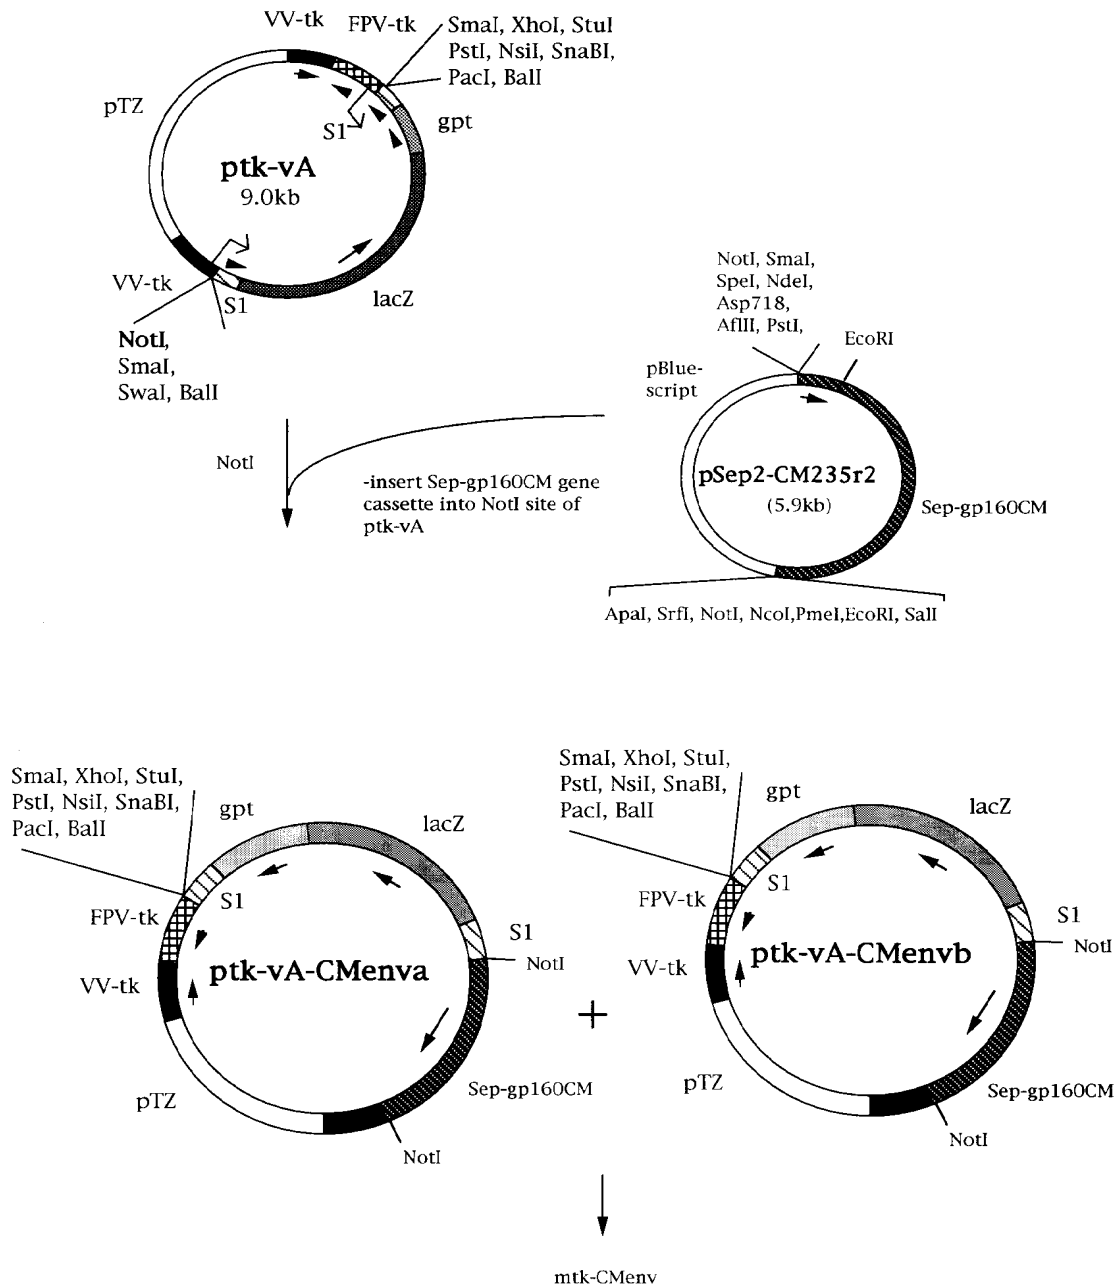 VV-tk
FPV-tk
SmaI, XhoI, StuI
PstI, NsiI, SnaBI,
PacI, BalI
pTZ
S1
gpt
ptk-vA
9.0kb
VV-tk
S1
lacZ
NotI,
SmaI,
SwaI, BalI
NotI, SmaI,
SpeI, NdeI,
Asp718,
AflII, PstI,
EcoRI
pBlue-
script
NotI
-insert Sep-gp160CM gene
cassette into NotI site of
ptk-vA
pSep2-CM235r2
(5.9kb)
Sep-gp160CM
ApaI, SrfI, NotI, NcoI,PmeI,EcoRI, SalI
SmaI, XhoI, StuI,
PstI, NsiI, SnaBI,
PacI, BalI
gpt
lacZ
S1
FPV-tk
S1
NotI
VV-tk
ptk-vA-CMenva
pTZ
Sep-gp160CM
NotI
+
SmaI, XhoI, StuI,
PstI, NsiI, SnaBI,
PacI, BalI
gpt
lacZ
S1
FPV-tk
S1
NotI
VV-tk
ptk-vA-CMenvb
pTZ
Sep-gp160CM
NotI
mtk-CMenv